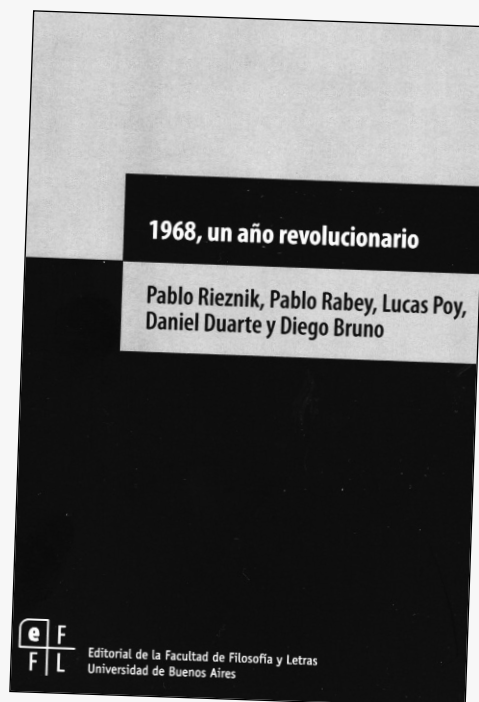 1968, un año revolucionario
Pablo Rieznik, Pablo Rabey, Lucas Poy,
Daniel Duarte y Diego Bruno
e F
F L
Editorial de la Facultad de Filosofía y Letras
Universidad de Buenos Aires